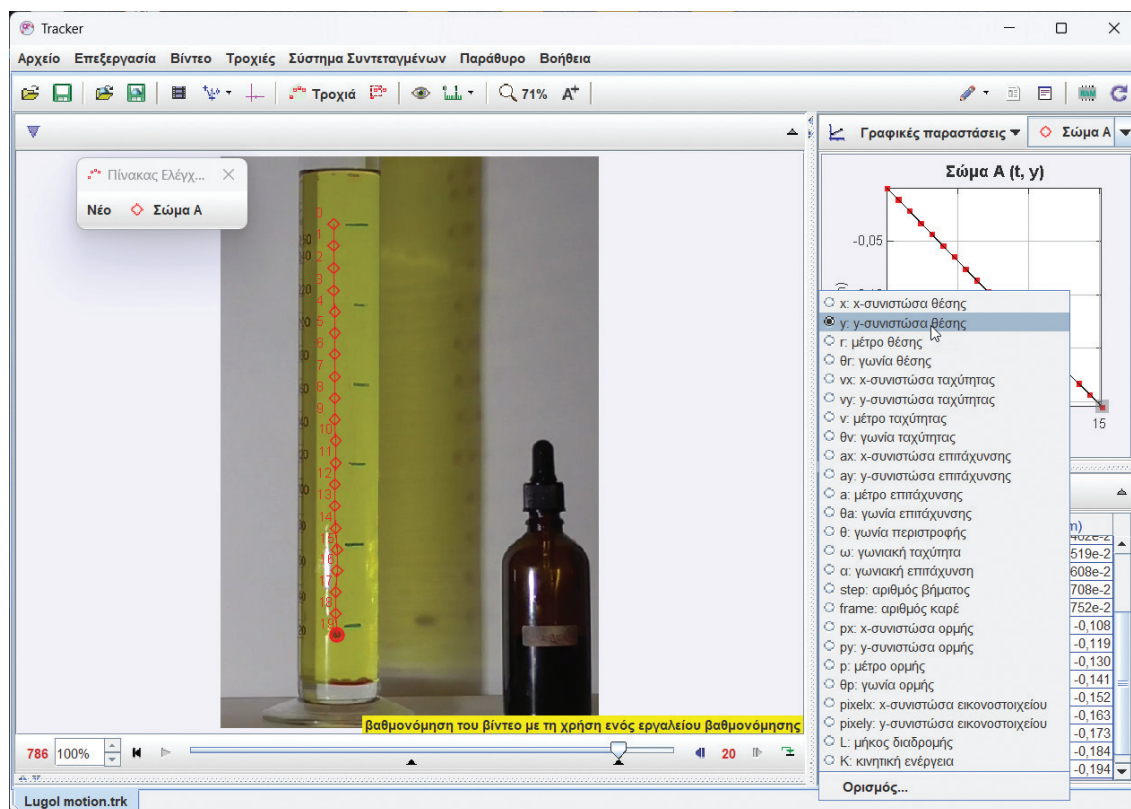 Tracker
Αρχείο Επεξεργασία Βίντεο Τροχιές Σύστημα Συντεταγμένων Παράθυρο Βοήθεια
Τροχιά 71% A+
Γραφικές παραστάσεις Σώμα Α
Πίνακας Ελέγχ...
Νέο Σώμα Α
Σώμα Α (t, y)
-0,05
15
0
1
2
3
4
5
6
7
8
9
10
11
12
13
14
15
16
17
18
19
x: x-συνιστώσα θέσης
y: y-συνιστώσα θέσης
r: μέτρο θέσης
θr: γωνία θέσης
vx: x-συνιστώσα ταχύτητας
vy: y-συνιστώσα ταχύτητας
v: μέτρο ταχύτητας
θv: γωνία ταχύτητας
ax: x-συνιστώσα επιτάχυνσης
ay: y-συνιστώσα επιτάχυνσης
a: μέτρο επιτάχυνσης
θa: γωνία επιτάχυνσης
θ: γωνία περιστροφής
ω: γωνιακή ταχύτητα
α: γωνιακή επιτάχυνση
step: αριθμός βήματος
frame: αριθμός καρέ
px: x-συνιστώσα ορμής
py: y-συνιστώσα ορμής
p: μέτρο ορμής
θp: γωνία ορμής
pixelx: x-συνιστώσα εικονοστοιχείου
pixely: y-συνιστώσα εικονοστοιχείου
L: μήκος διαδρομής
K: κινητική ενέργεια
Ορισμός...
519e-2
608e-2
708e-2
752e-2
-0,108
-0,119
-0,130
-0,141
-0,152
-0,163
-0,173
-0,184
-0,194
βαθμονόμηση του βίντεο με τη χρήση ενός εργαλείου βαθμονόμησης
786 100% 20
Lugol motion.trk